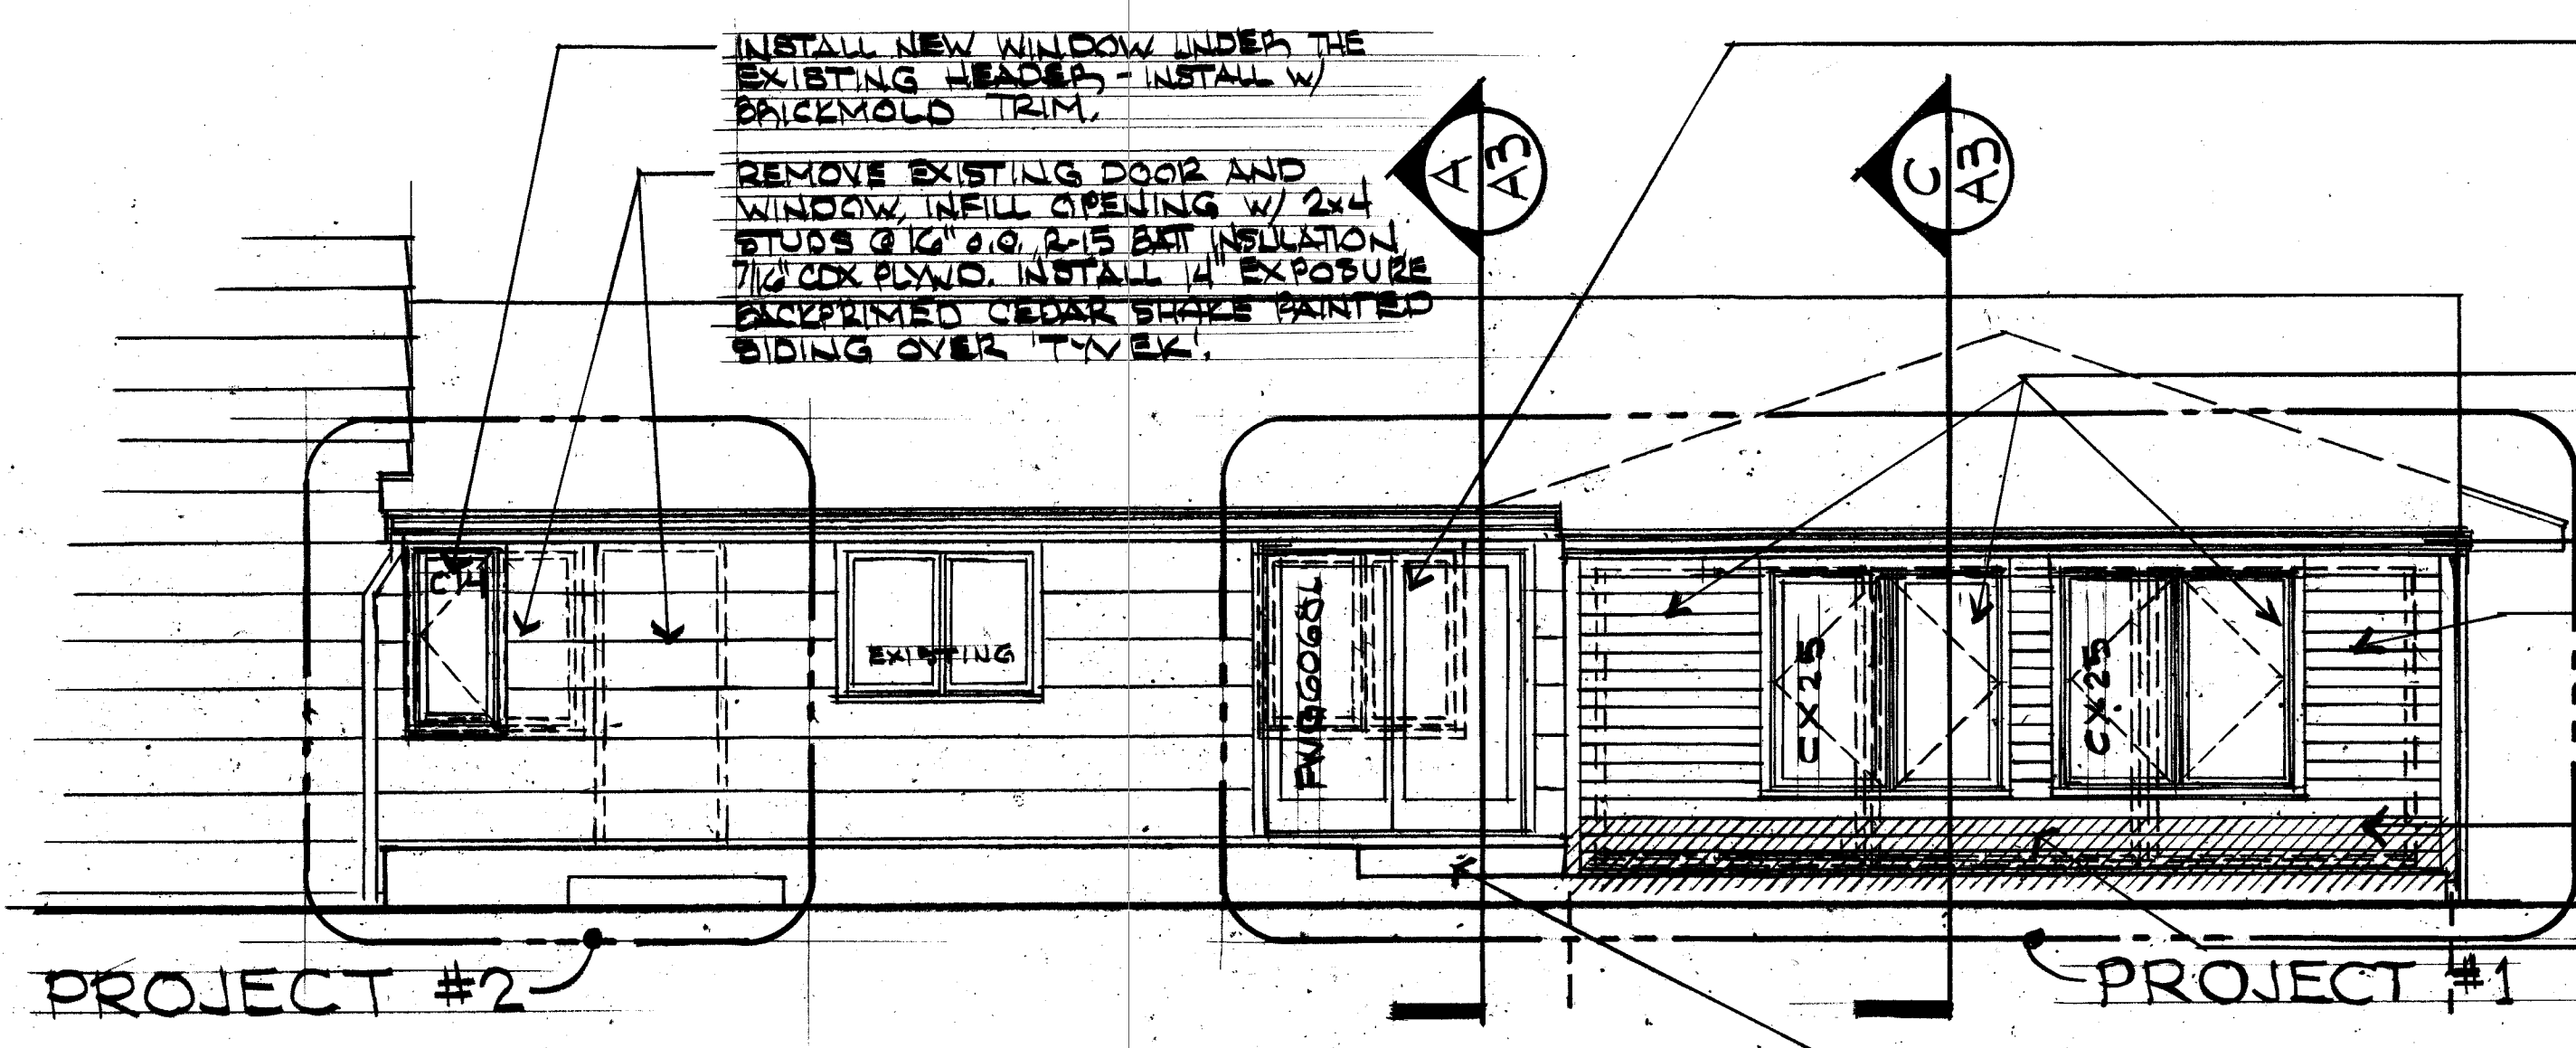 INSTALL NEW WINDOW UNDER THE
EXISTING HEADER - INSTALL W/
BRICKMOLD TRIM.
REMOVE EXISTING DOOR AND
WINDOW, INFILL OPENING W/ 2x4
STUDS @ 16" o.c., R-15 BATT INSULATION,
7/16" CDX PLYWD. INSTALL 14" EXPOSURE
BACKPRIMED CEDAR SHAKE PAINTED
SIDING OVER 'TYVEK'.
A
A3
C
A3
C14
EXISTING
FWG6068L
CX25
CX25
PROJECT #2
PROJECT #1